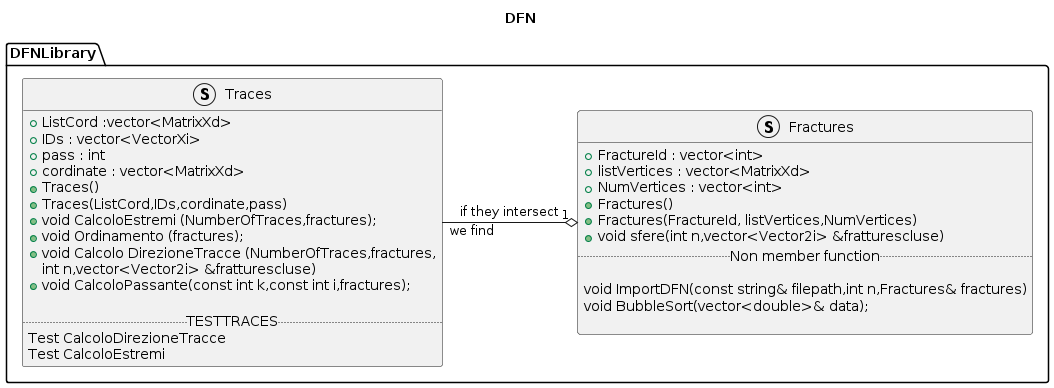 DFN
DFNLibrary
S Traces
ListCord :vector<MatrixXd>
IDs : vector<VectorXi>
pass : int
cordinate : vector<MatrixXd>
Traces()
Traces(ListCord,IDs,cordinate,pass)
void CalcoloEstremi (NumberOfTraces,fractures);
void Ordinamento (fractures);
void Calcolo DirezioneTracce (NumberOfTraces,fractures,
int n,vector<Vector2i> &fratturescluse)
void CalcoloPassante(const int k,const int i,fractures);
TESTTRACES
Test CalcoloDirezioneTracce
Test CalcoloEstremi
if they intersect 1
we find
S Fractures
FractureId : vector<int>
listVertices : vector<MatrixXd>
NumVertices : vector<int>
Fractures()
Fractures(FractureId, listVertices,NumVertices)
void sfere(int n,vector<Vector2i> &fratturescluse)
Non member function
void ImportDFN(const string& filepath,int n,Fractures& fractures)
void BubbleSort(vector<double>& data);